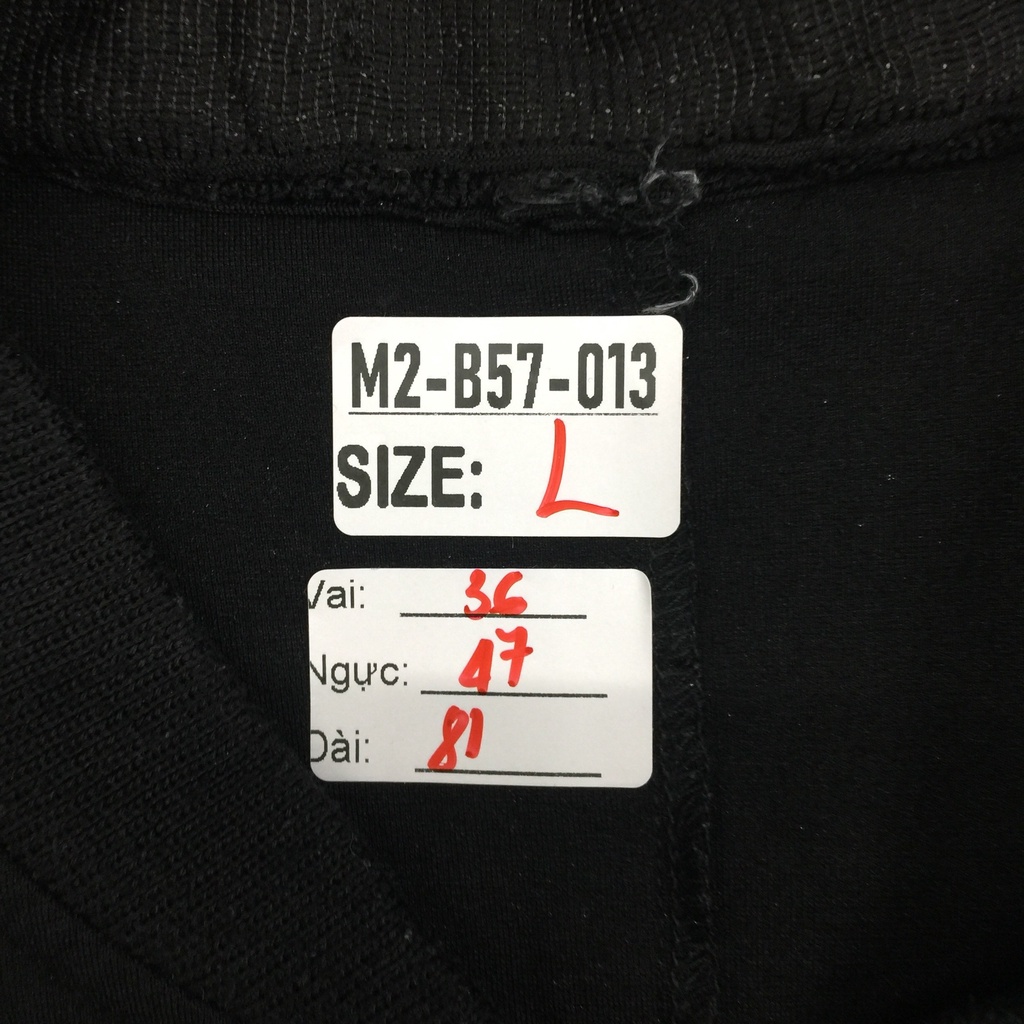 M2-B57-013
SIZE: L
Vai: 36
Ngực: 47
Dài: 81